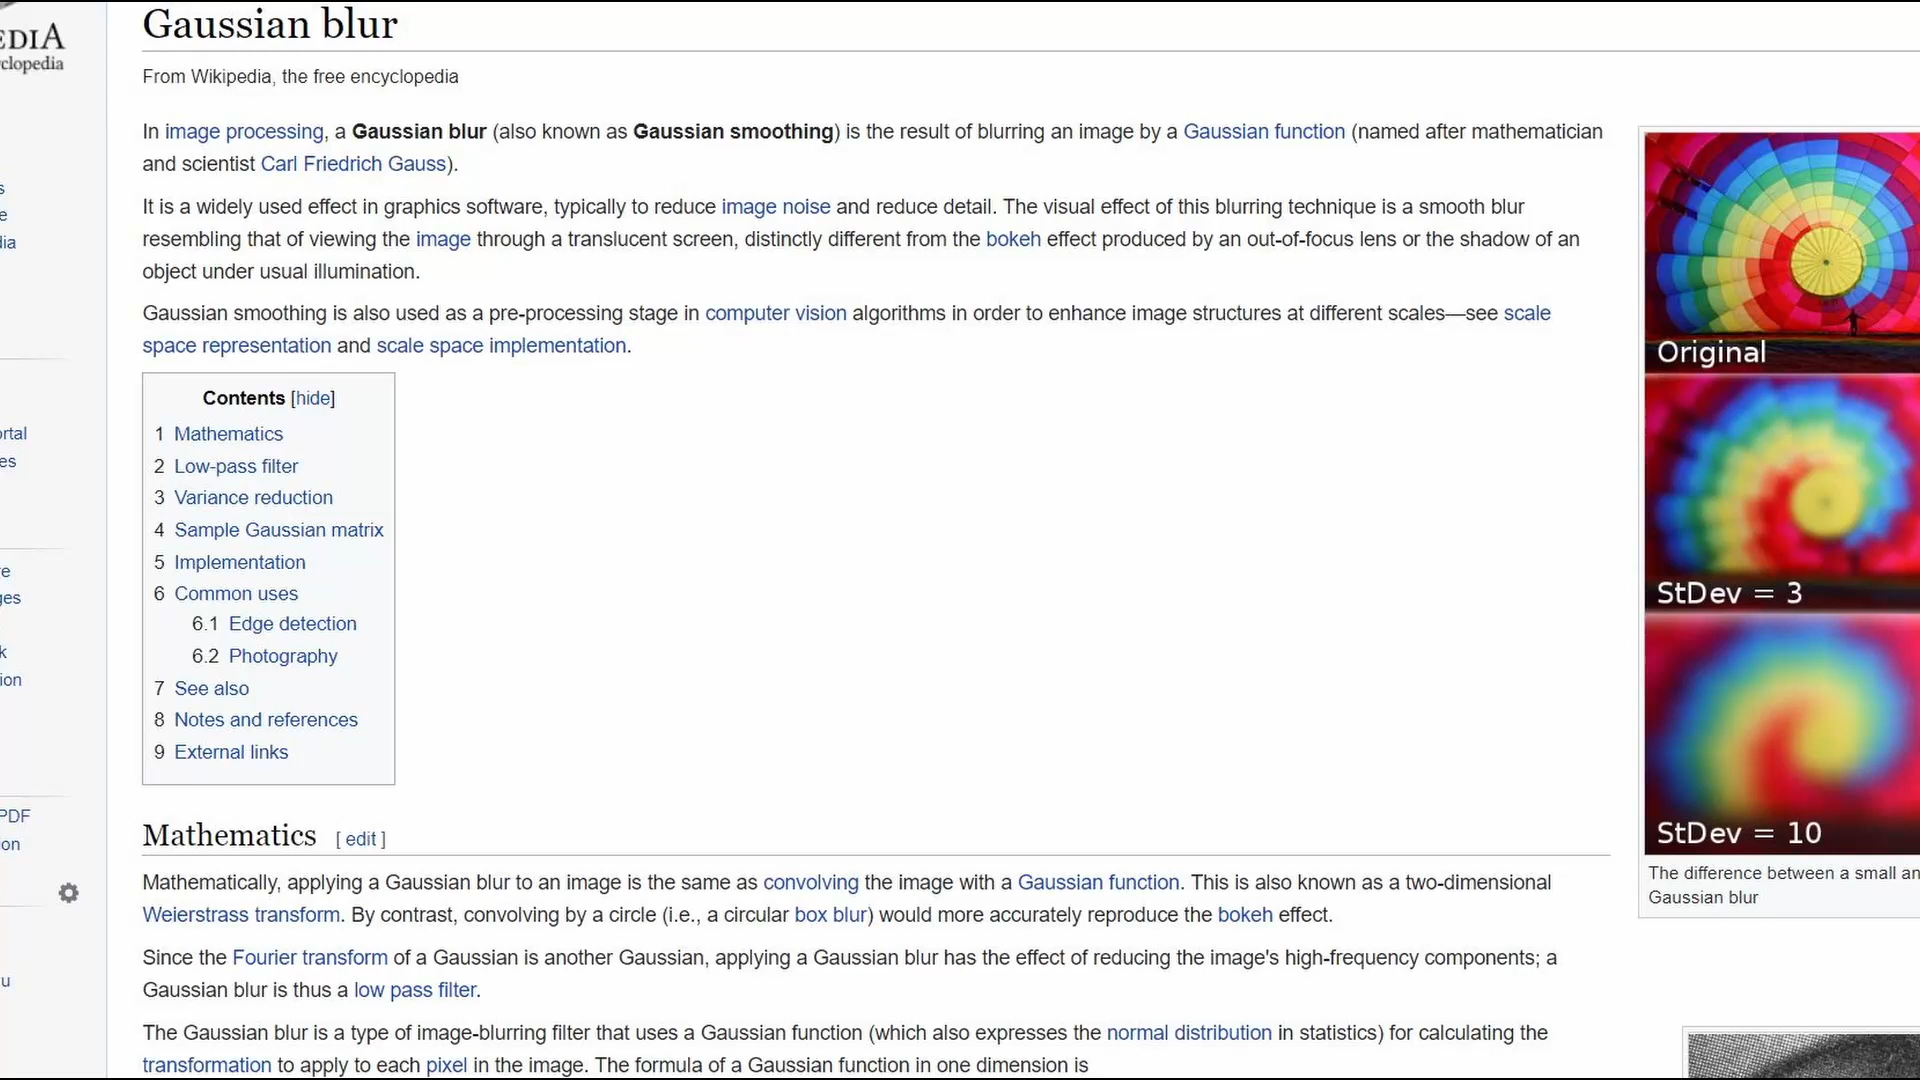 Gaussian blur
EDIA
clopedia
From Wikipedia, the free encyclopedia
In image processing, a Gaussian blur (also known as Gaussian smoothing) is the result of blurring an image by a Gaussian function (named after mathematician
and scientist Carl Friedrich Gauss).
It is a widely used effect in graphics software, typically to reduce image noise and reduce detail. The visual effect of this blurring technique is a smooth blur
resembling that of viewing the image through a translucent screen, distinctly different from the bokeh effect produced by an out-of-focus lens or the shadow of an
object under usual illumination.
Gaussian smoothing is also used as a pre-processing stage in computer vision algorithms in order to enhance image structures at different scales—see scale
space representation and scale space implementation.
Contents [hide]
1 Mathematics
2 Low-pass filter
3 Variance reduction
4 Sample Gaussian matrix
5 Implementation
6 Common uses
6.1 Edge detection
6.2 Photography
7 See also
8 Notes and references
9 External links
Original
StDev = 3
StDev = 10
The difference between a small an
Gaussian blur
Mathematics [ edit ]
Mathematically, applying a Gaussian blur to an image is the same as convolving the image with a Gaussian function. This is also known as a two-dimensional
Weierstrass transform. By contrast, convolving by a circle (i.e., a circular box blur) would more accurately reproduce the bokeh effect.
Since the Fourier transform of a Gaussian is another Gaussian, applying a Gaussian blur has the effect of reducing the image's high-frequency components; a
Gaussian blur is thus a low pass filter.
The Gaussian blur is a type of image-blurring filter that uses a Gaussian function (which also expresses the normal distribution in statistics) for calculating the
transformation to apply to each pixel in the image. The formula of a Gaussian function in one dimension is
s
e
dia
ortal
es
re
ges
k
ion
PDF
on
u